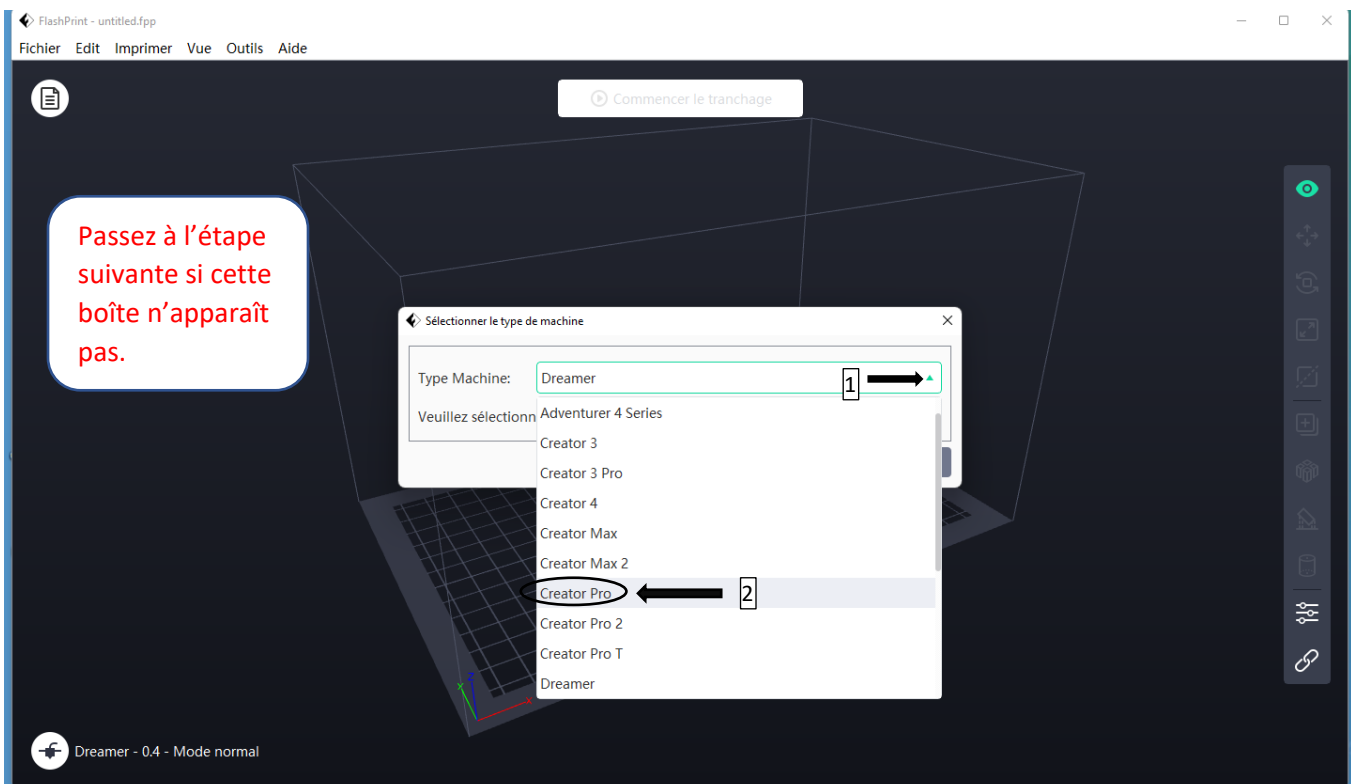 FlashPrint - untitled.fpp
Fichier Edit Imprimer Vue Outils Aide
Commencer le tranchage
Passez à l'étape
suivante si cette
boîte n'apparaît
pas.
Sélectionner le type de machine
Type Machine: Dreamer
1
Veuillez sélectionn
Adventurer 4 Series
Creator 3
Creator 3 Pro
Creator 4
Creator Max
Creator Max 2
Creator Pro
2
Creator Pro 2
Creator Pro T
Dreamer
Z
Y
X
Dreamer - 0.4 - Mode normal